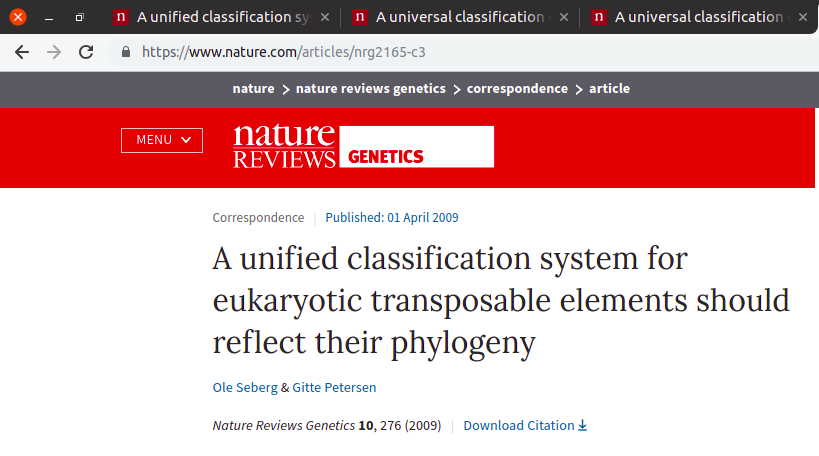 A unified classification sy
A universal classification
A universal classification
https://www.nature.com/articles/nrg2165-c3
nature > nature reviews genetics > correspondence > article
MENU
nature
REVIEWS GENETICS
Correspondence | Published: 01 April 2009
A unified classification system for
eukaryotic transposable elements should
reflect their phylogeny
Ole Seberg & Gitte Petersen
Nature Reviews Genetics 10, 276 (2009) | Download Citation